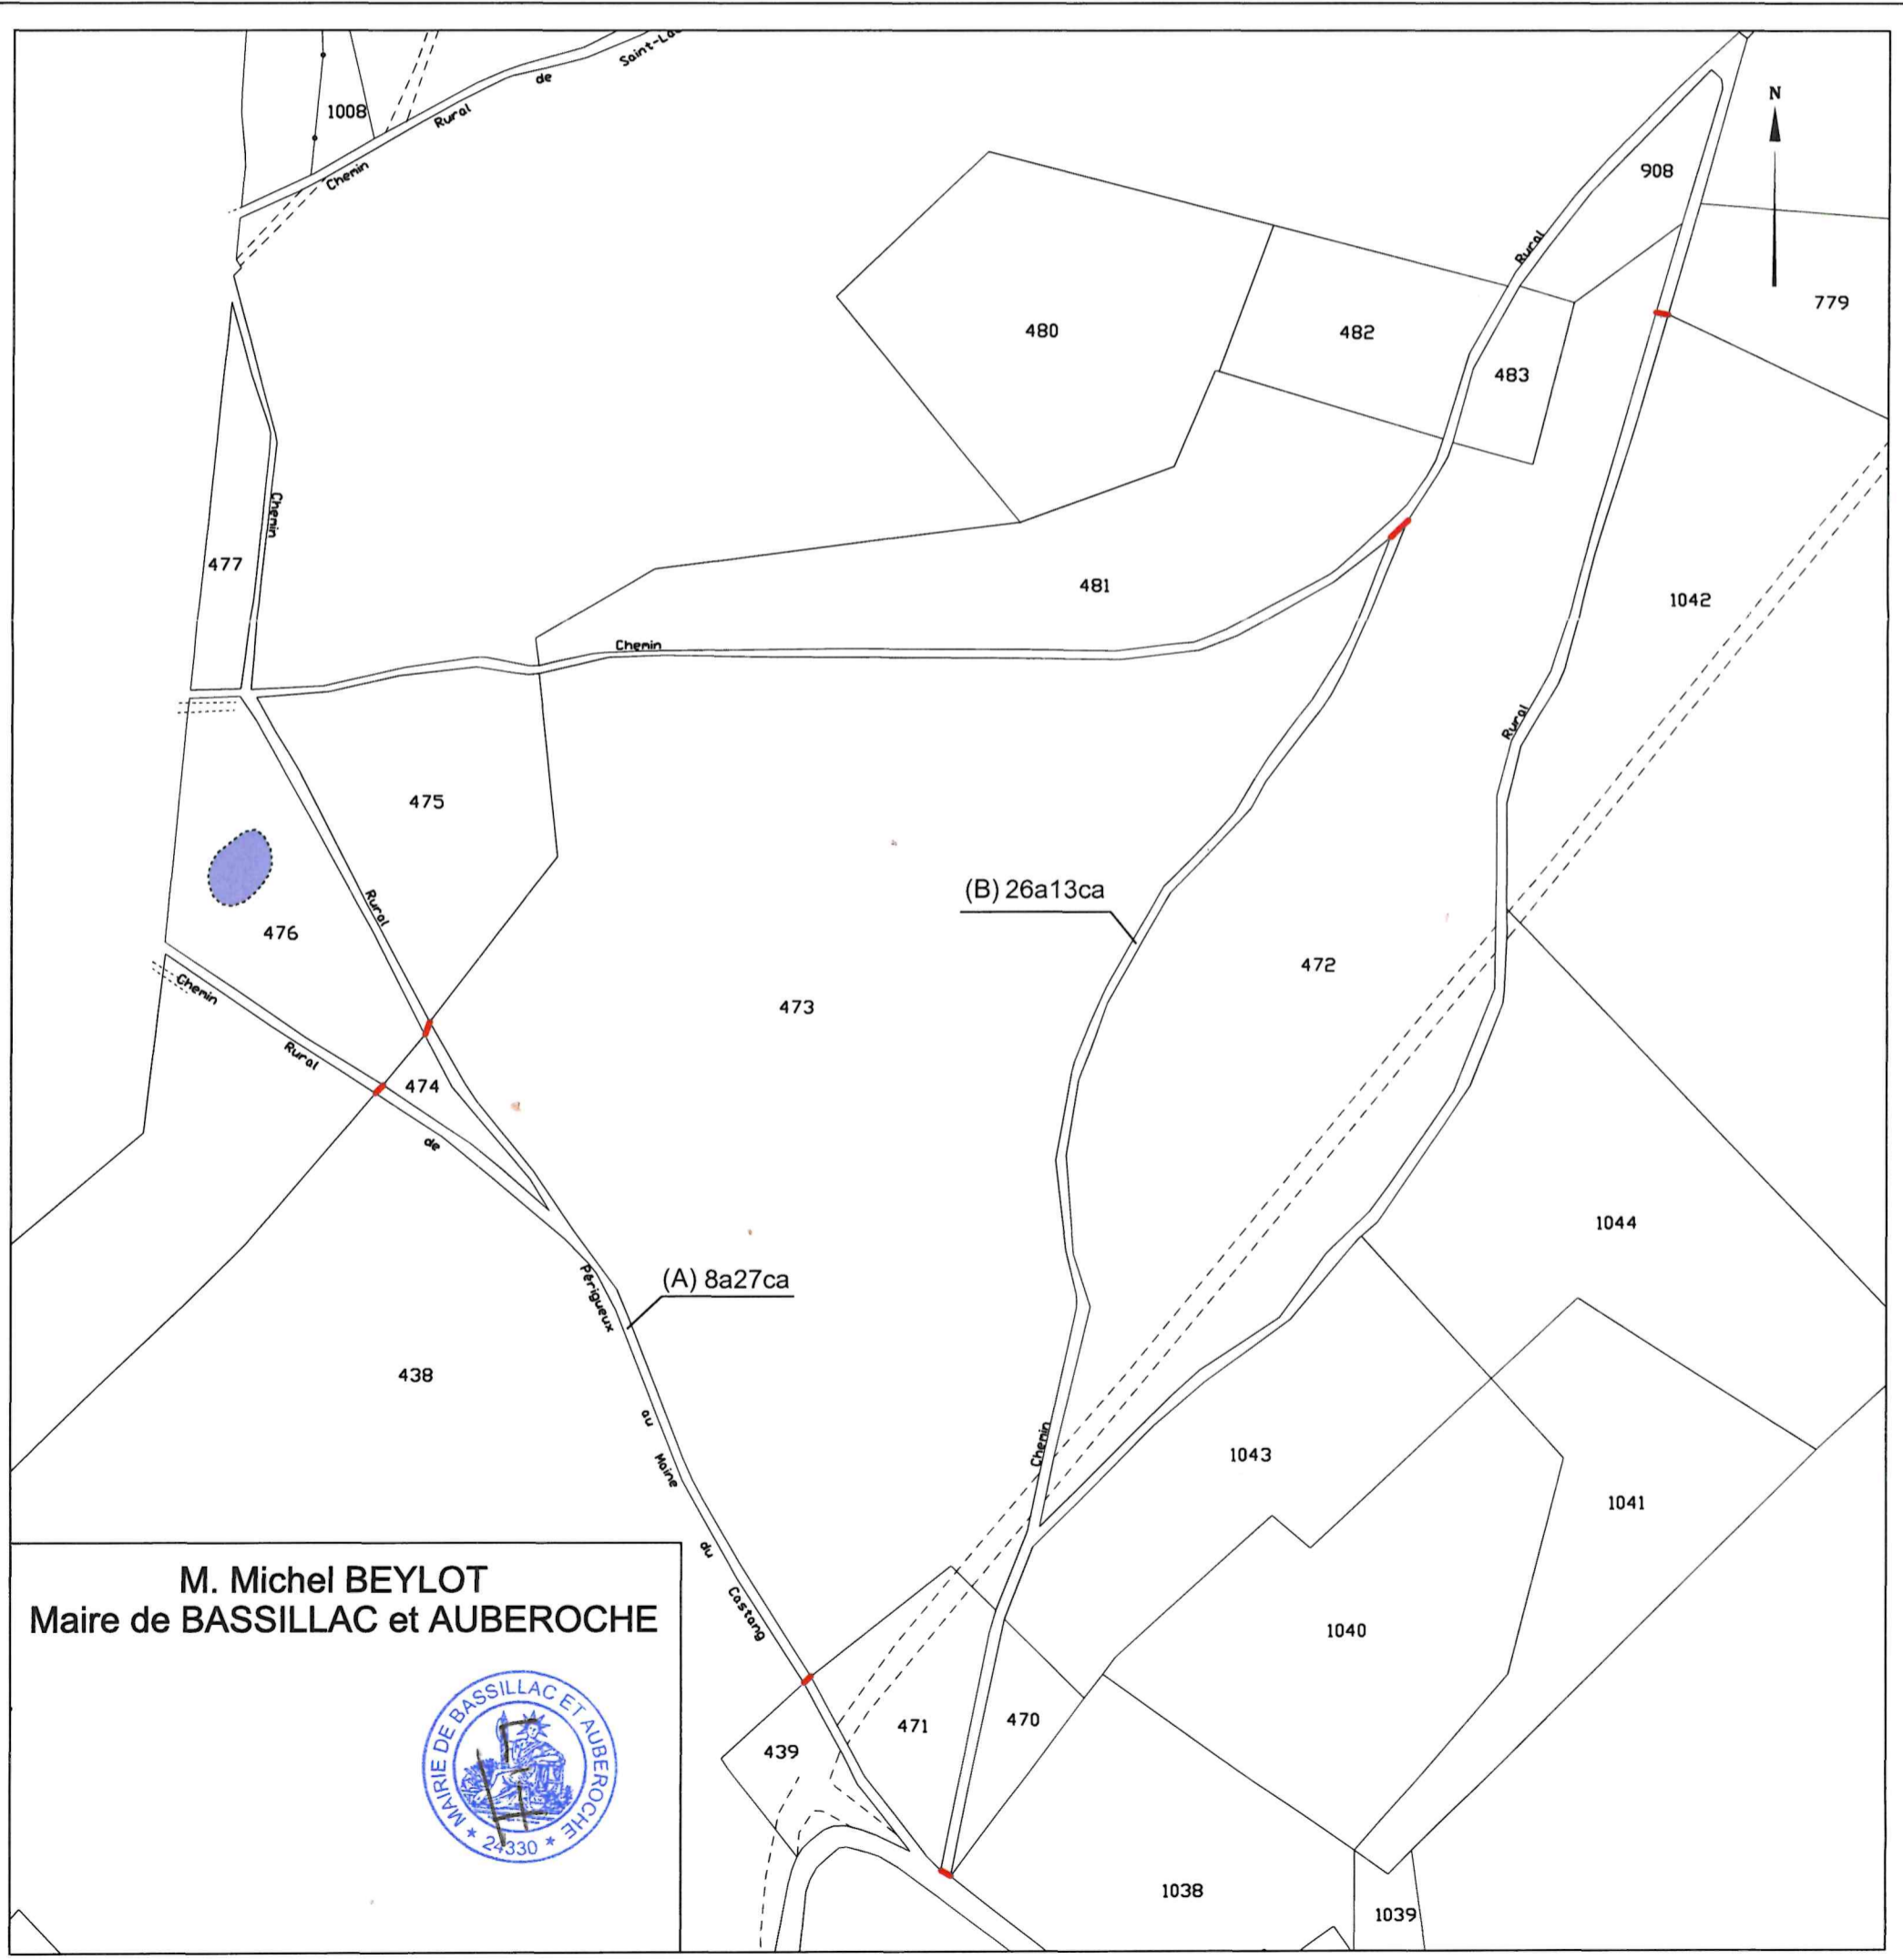 Chemin Rural de
1008
N
908
779
480
482
483
Rural
Chemin
477
481
1042
Chemin
Rural
475
(B) 26a13ca
Rural
476
472
473
Chemin Rural de Périgueux au Maine du Castang
474
1044
(A) 8a27ca
438
Chemin
1043
1041
1040
471
470
439
1038
1039
M. Michel BEYLOT
Maire de BASSILLAC et AUBEROCHE
MAIRIE DE BASSILLAC ET AUBEROCHE
* 24330 *